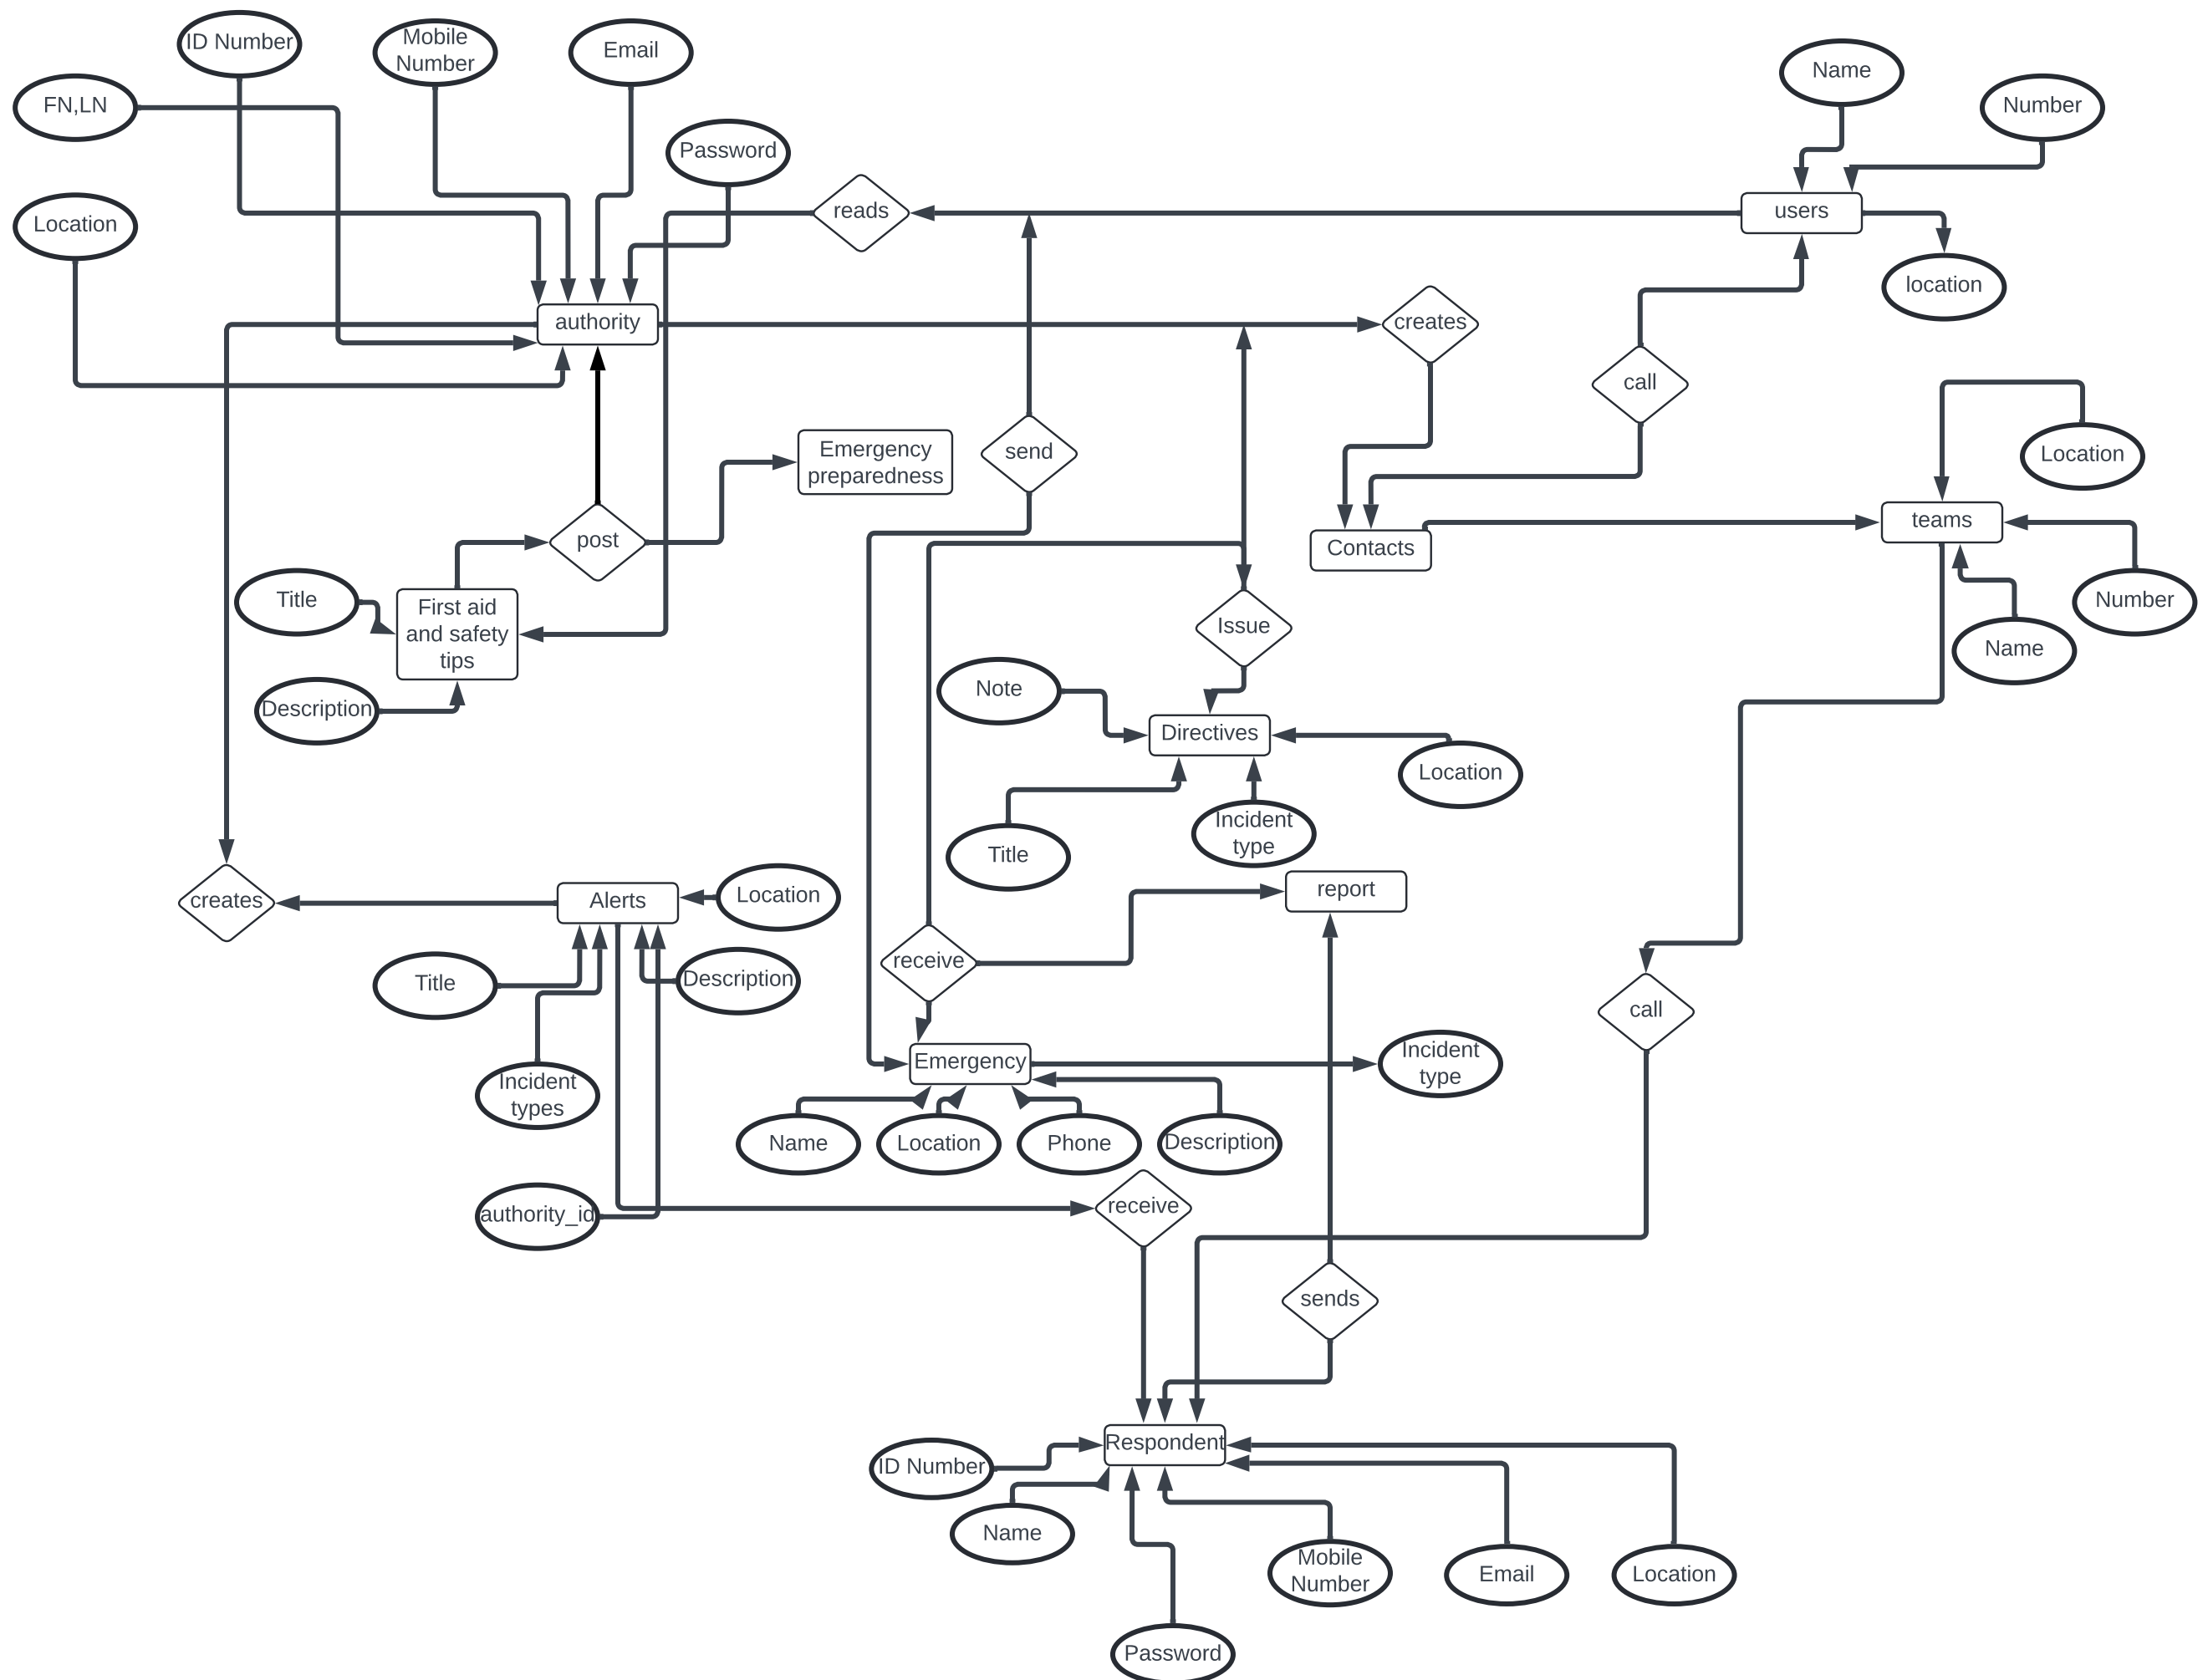 ID Number
Mobile
Number
Email
Name
FN,LN
Number
Password
Location
reads
users
location
authority
creates
call
Emergency
preparedness
send
Location
post
Contacts
teams
Title
First aid
and safety
tips
Issue
Number
Name
Description
Note
Directives
Location
Title
Incident
type
creates
Alerts
Location
report
Title
Description
receive
call
Incident
types
Emergency
Incident
type
Name
Location
Phone
Description
authority_id
receive
sends
Respondent
ID Number
Name
Mobile
Number
Email
Location
Password